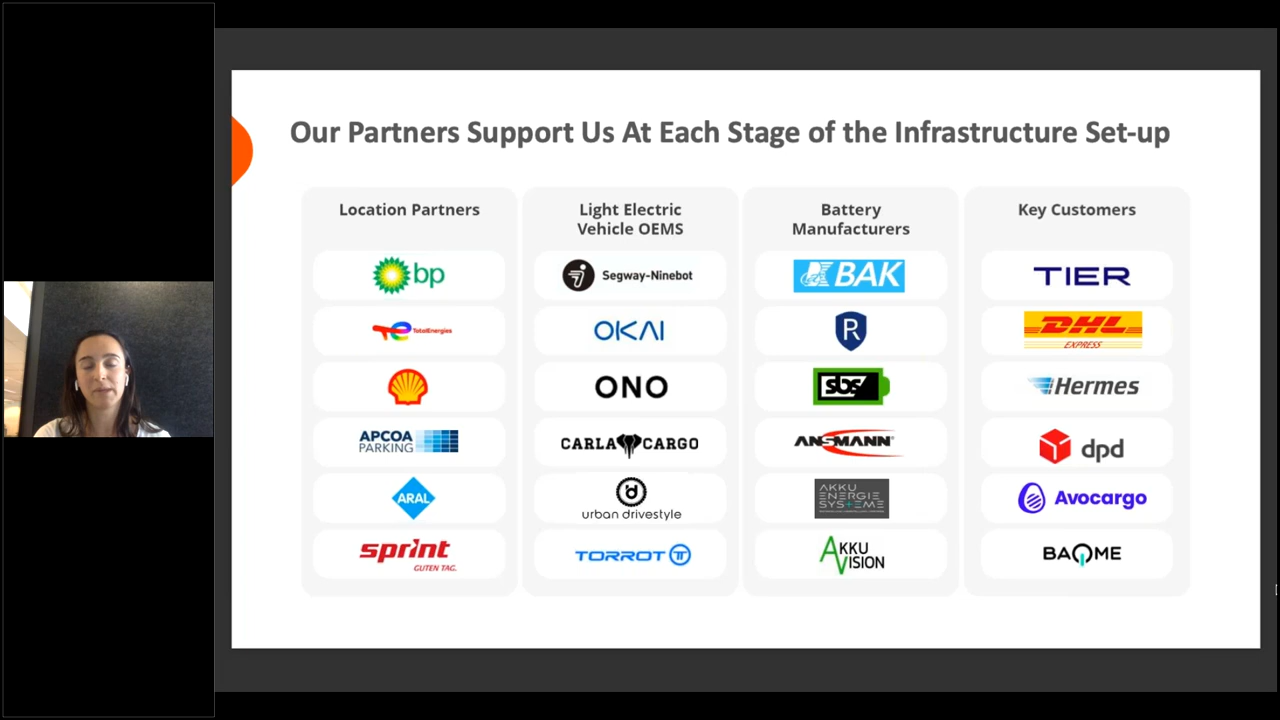 Our Partners Support Us At Each Stage of the Infrastructure Set-up
Location Partners
bp
TotalEnergies
APCOA
PARKING
ARAL
sprint
GUTEN TAG.
Light Electric
Vehicle OEMS
Segway-Ninebot
OKAI
ONO
CARLA CARGO
urban drivestyle
TORROT
Battery
Manufacturers
BAK
R
sbs
ANSMANN
AKKU
ENERGIE
SYSTEME
AKKU
VISION
Key Customers
TIER
DHL
EXPRESS
Hermes
dpd
Avocargo
BAQME